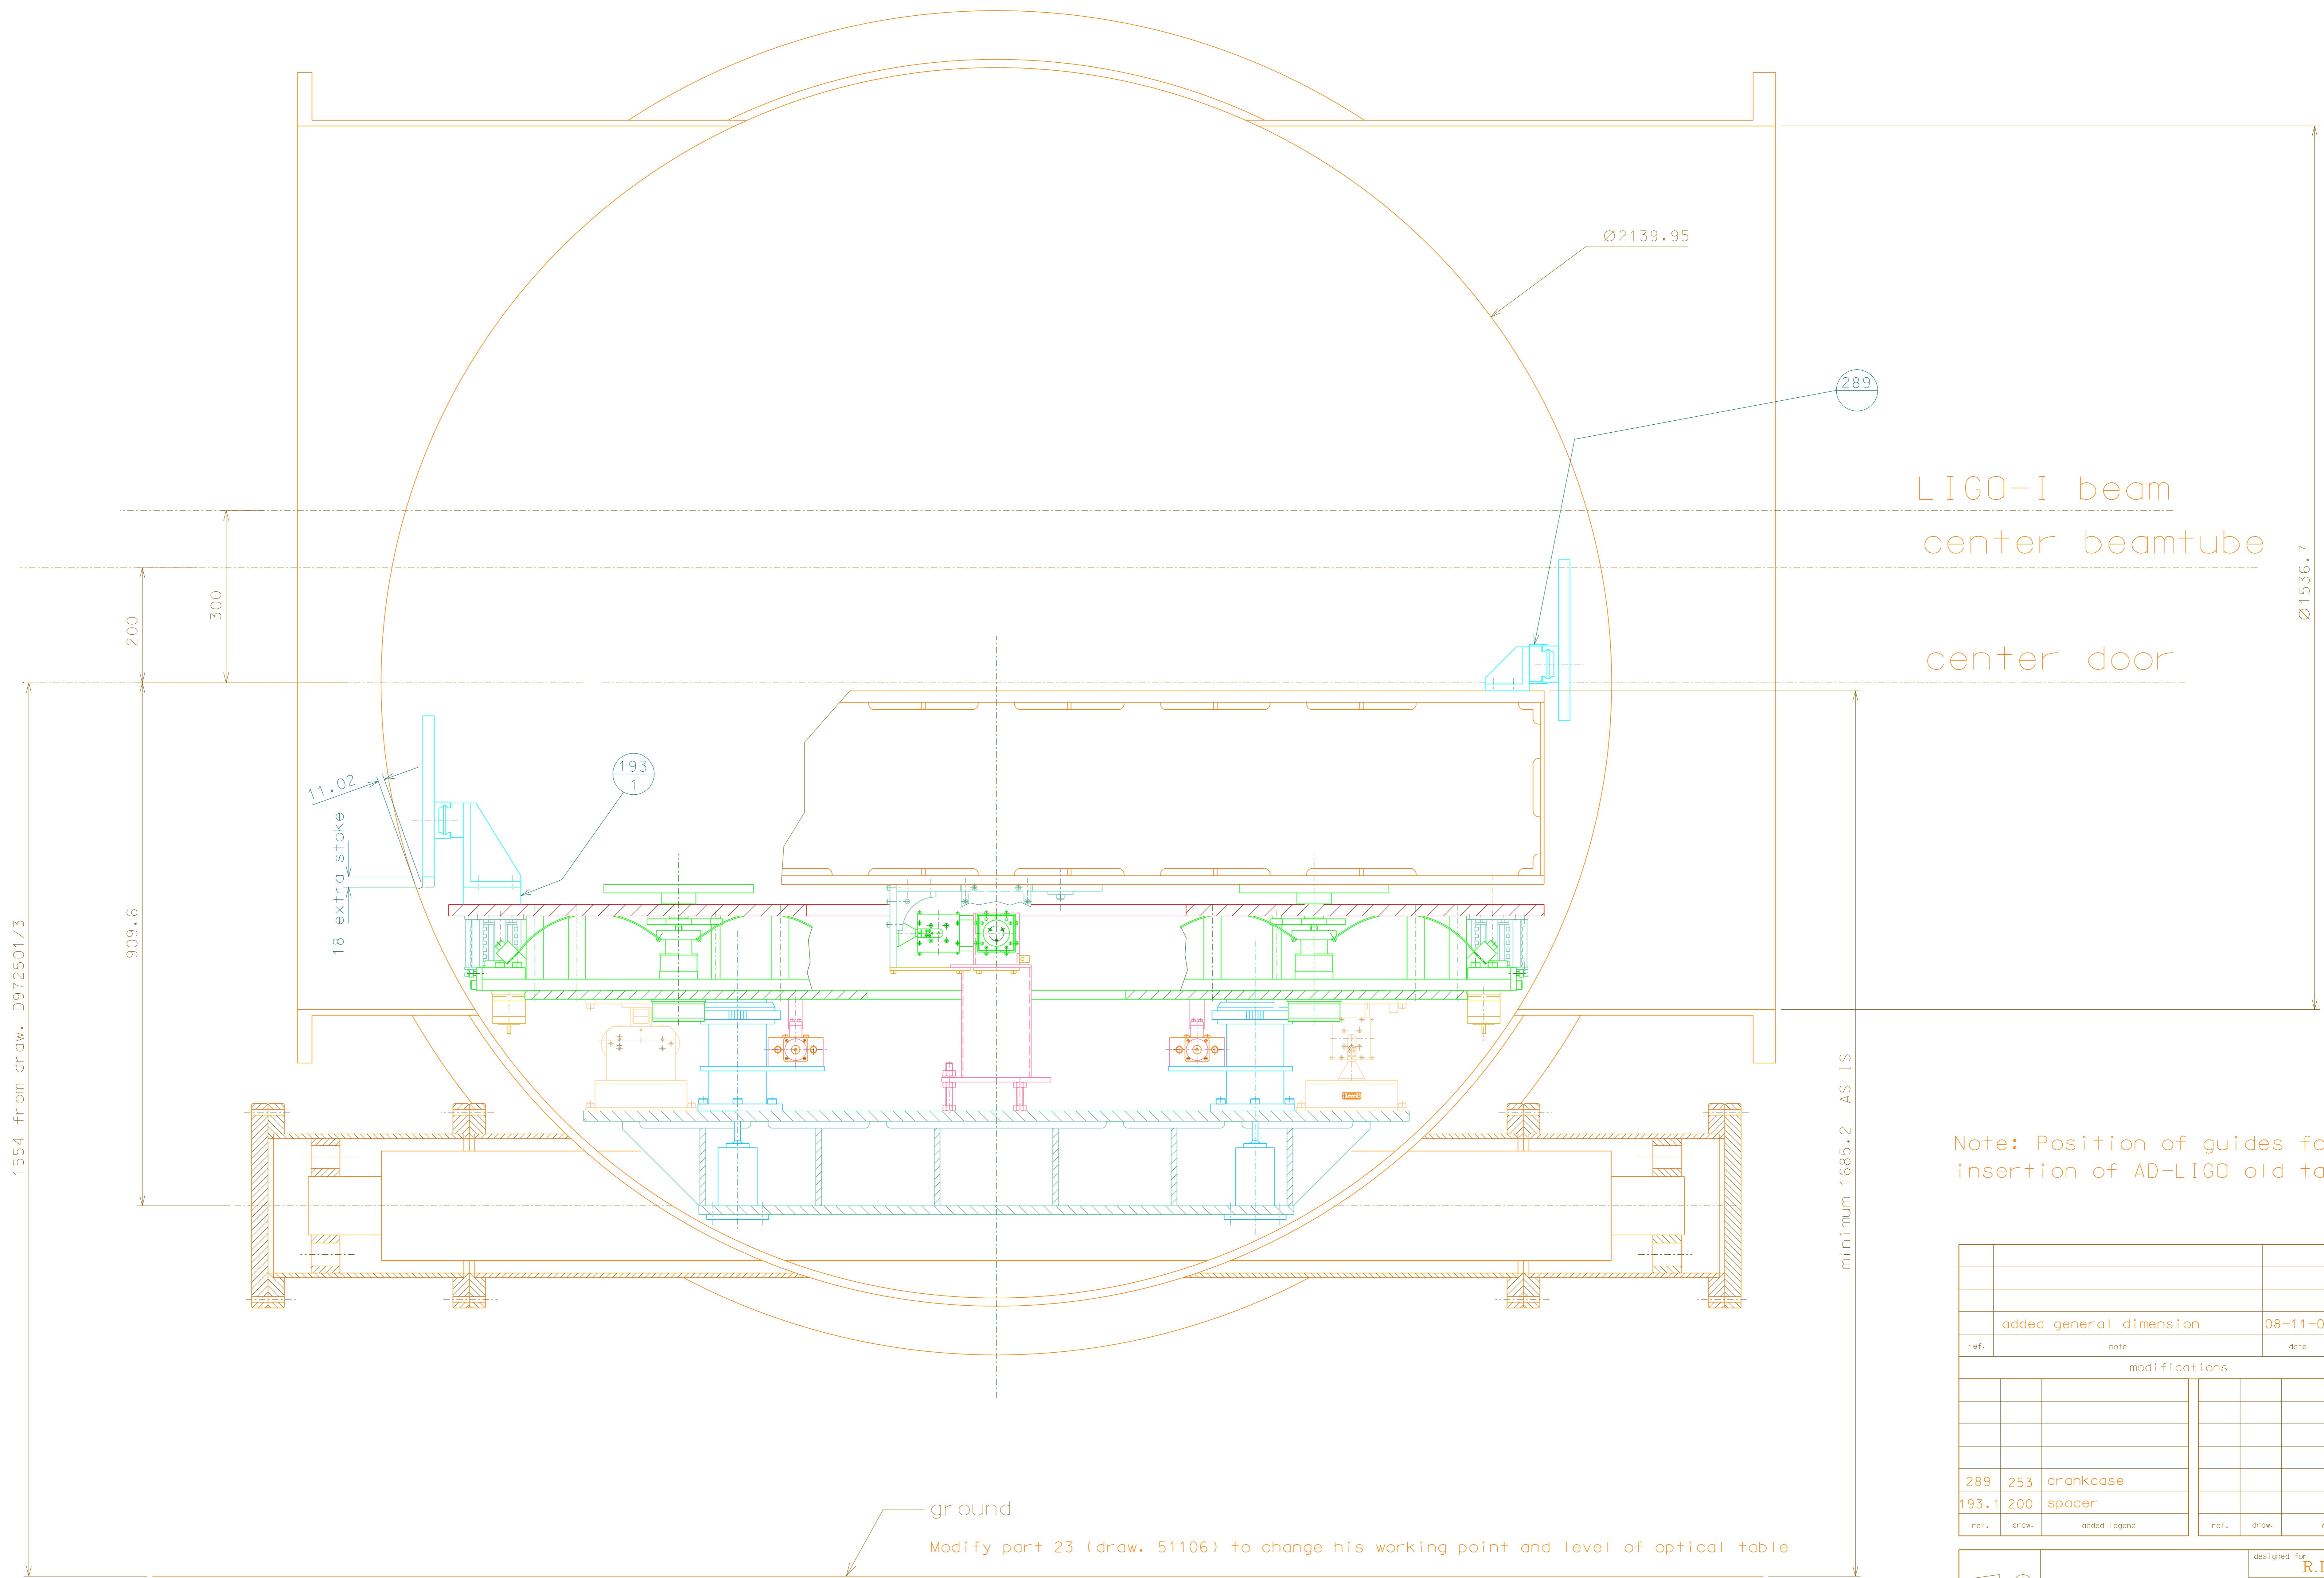 Ø2139.95
289
LIGO-I beam
center beamtube
Ø1536.7
300
200
center door
193
1
11.02
18 extra stoke
909.6
1554 from draw. D972501/3
minimum 1685.2 AS IS
Note: Position of guides fo
insertion of AD-LIGO old ta
added general dimension 08-11-0
ref. note date
modifications
289 253 crankcase
193.1 200 spacer
ref. draw. added legend ref. draw.
ground
Modify part 23 (draw. 51106) to change his working point and level of optical table
designed for